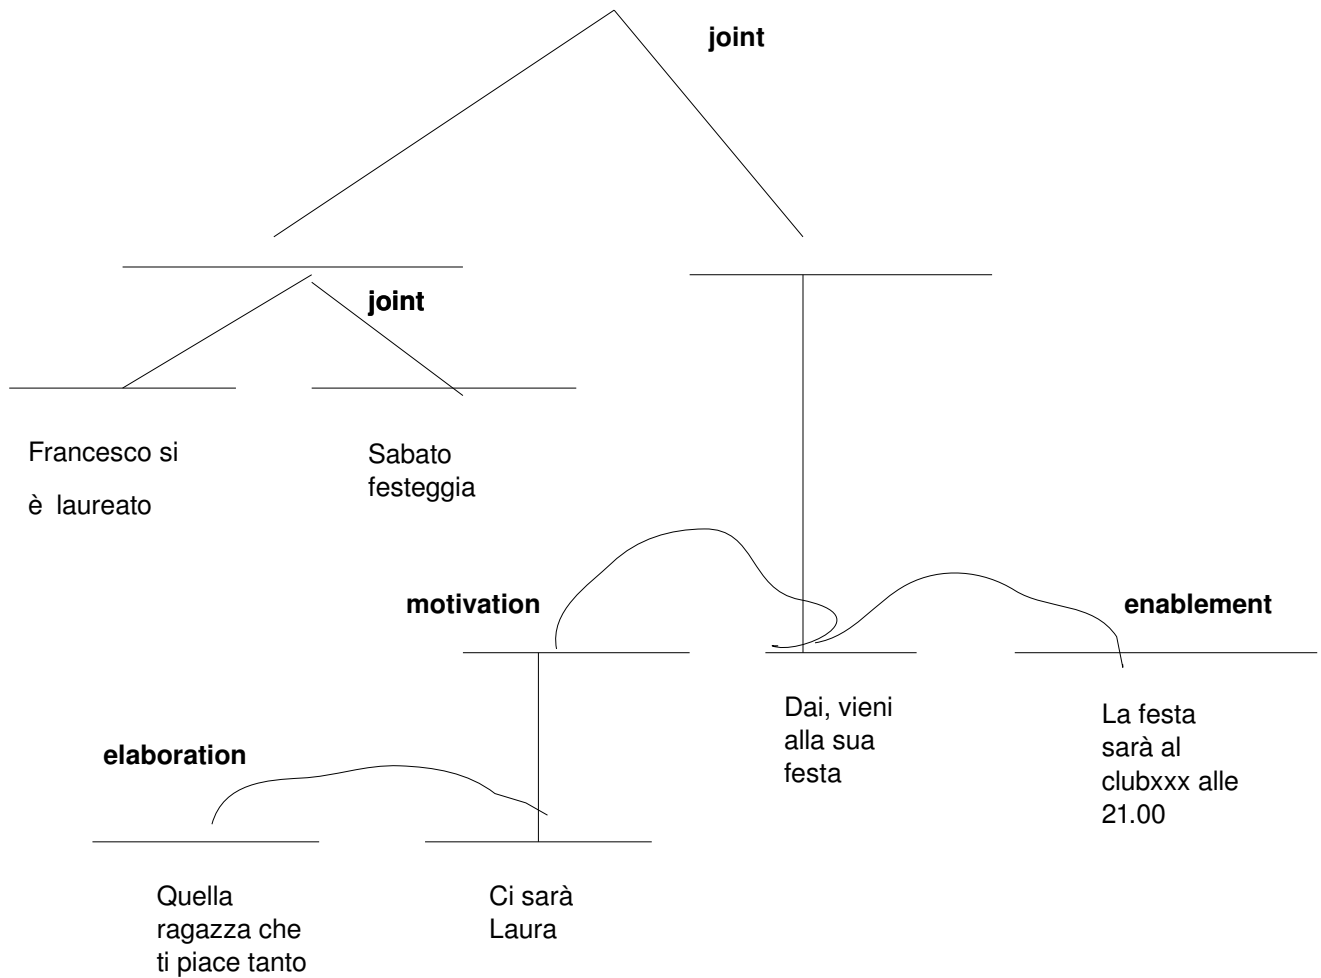 joint
joint
Francesco si
è laureato
Sabato
festeggia
motivation
enablement
Dai, vieni
alla sua
festa
La festa
sarà al
clubxxx alle
21.00
elaboration
Quella
ragazza che
ti piace tanto
Ci sarà
Laura